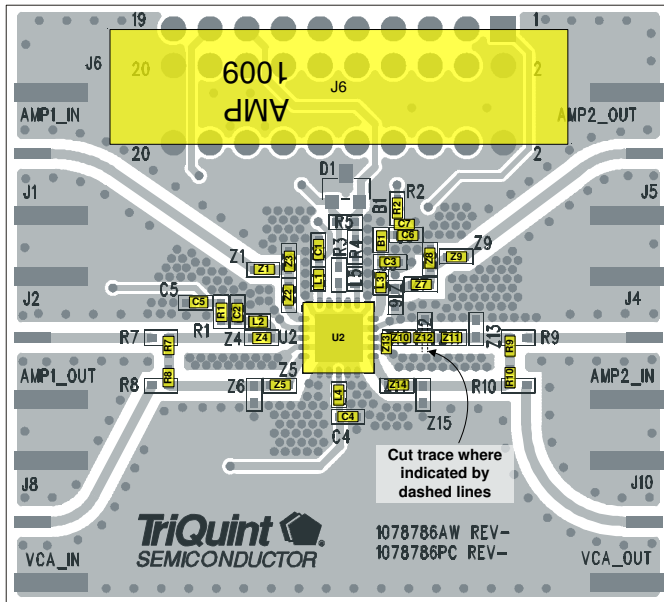 19
1
J6
20
2
1009
AMP
J6
AMP1_IN
AMP2_OUT
20
2
D1
J1
J5
B1
R2
R2
C7
C6
R5
R3
R4
C1
B1
Z1
Z3
Z8
Z9
Z9
Z1
C3
L1
L5
L3
Z7
Z2
C5
C5
J2
J4
R1
C2
L2
R1
Z4
Z4
U2
U2
Z13
Z10
Z12
Z11
Z13
R7
R7
R9
R9
AMP1_OUT
AMP2_IN
R8
R8
Z6
Z5
Z5
L4
Z14
R10
R10
C4
C4
Z15
Cut trace where
indicated by
dashed lines
J8
J10
TriQuint
SEMICONDUCTOR
1078786AW REV-
1078786PC REV-
VCA_IN
VCA_OUT